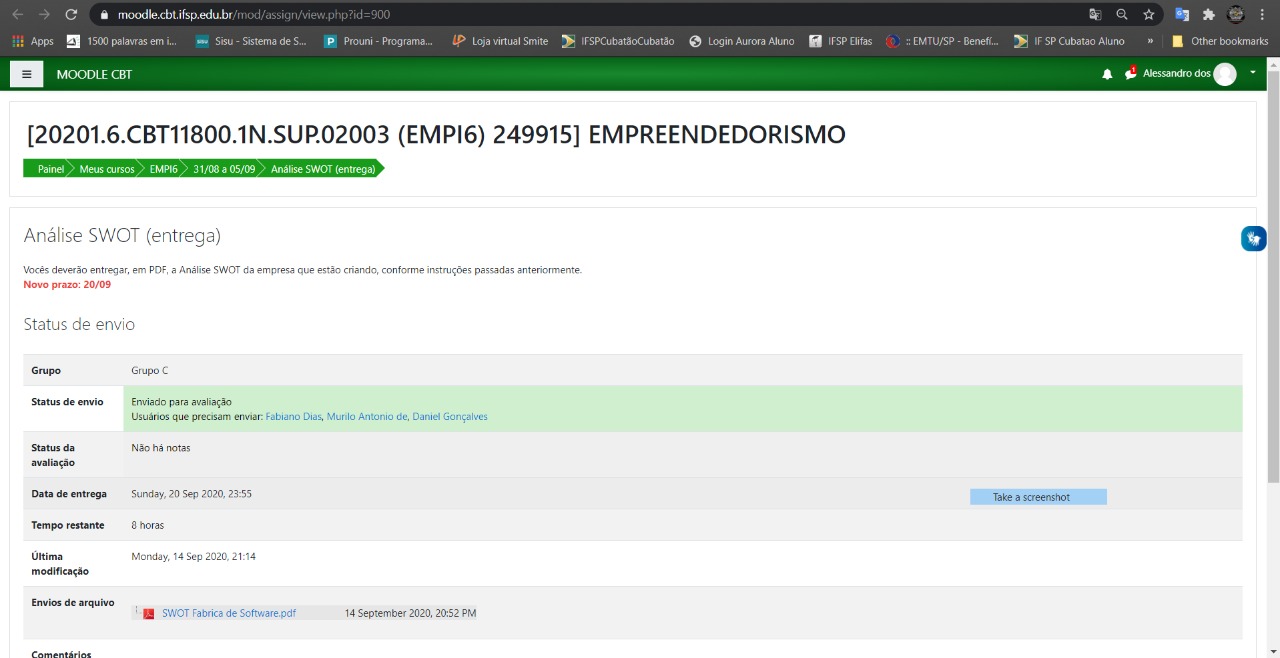 moodle.cbt.ifsp.edu.br/mod/assign/view.php?id=900
Apps 1500 palavras em i... Sisu - Sistema de S... Prouni - Programa... Loja virtual Smite IFSPCubatãoCubatão Login Aurora Aluno IFSP Elifas :: EMTU/SP - Benefí... IF SP Cubatao Aluno » Other bookmarks
MOODLE CBT
1 Alessandro dos
[20201.6.CBT11800.1N.SUP.02003 (EMPI6) 249915] EMPREENDEDORISMO
Painel Meus cursos EMPI6 31/08 a 05/09 Análise SWOT (entrega)
Análise SWOT (entrega)
Vocês deverão entregar, em PDF, a Análise SWOT da empresa que estão criando, conforme instruções passadas anteriormente.
Novo prazo: 20/09
Status de envio
Grupo Grupo C
Status de envio Enviado para avaliação
Usuários que precisam enviar: Fabiano Dias, Murilo Antonio de, Daniel Gonçalves
Status da avaliação Não há notas
Data de entrega Sunday, 20 Sep 2020, 23:55
Take a screenshot
Tempo restante 8 horas
Última modificação Monday, 14 Sep 2020, 21:14
Envios de arquivo SWOT Fabrica de Software.pdf 14 September 2020, 20:52 PM
Comentários